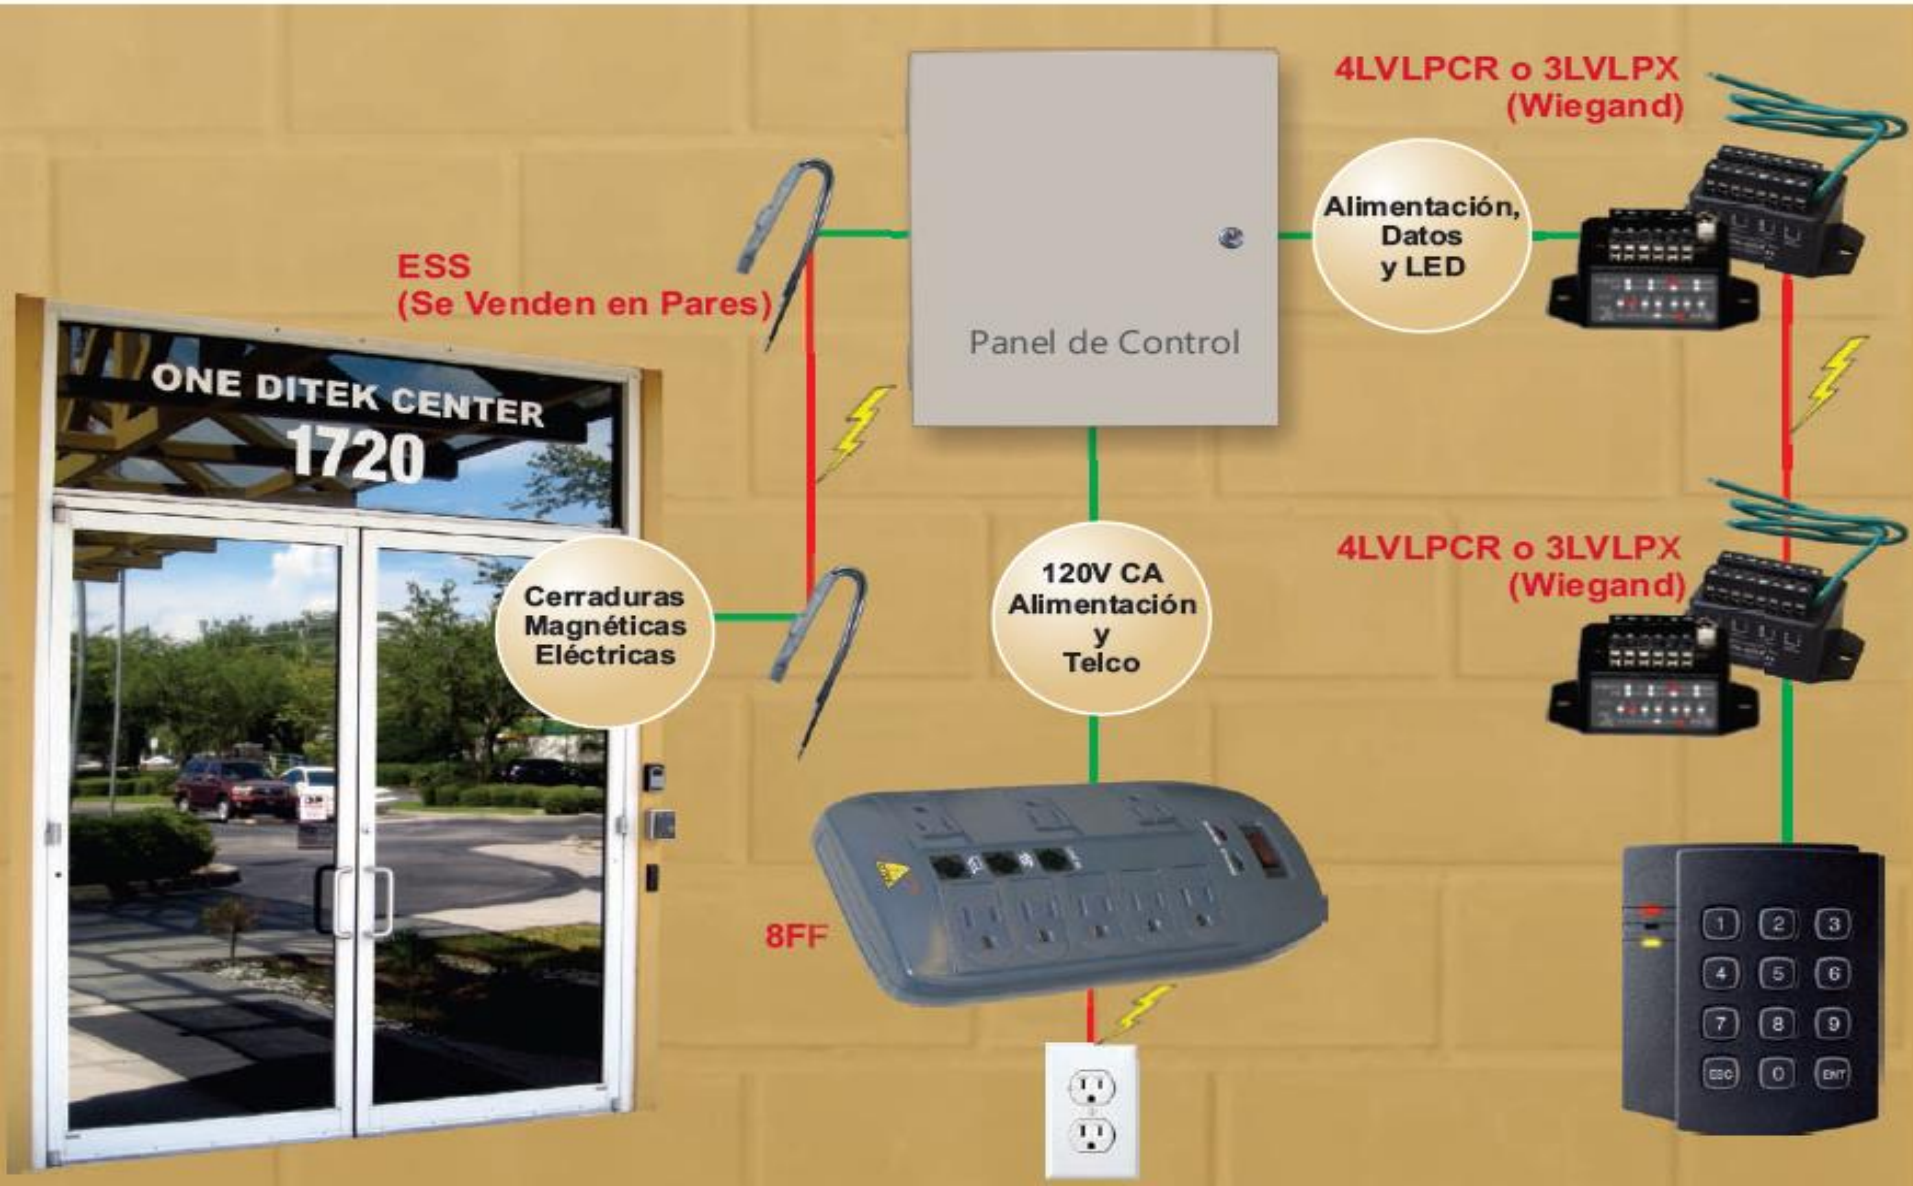 4LVLPCR o 3LVLPX
(Wiegand)
Alimentación,
Datos
y LED
ESS
(Se Venden en Pares)
Panel de Control
ONE DITEK CENTER
1720
4LVLPCR o 3LVLPX
(Wiegand)
120V CA
Alimentación
y
Telco
Cerraduras
Magnéticas
Eléctricas
8FF
1 2 3
4 5 6
7 8 9
ESC 0 ENT